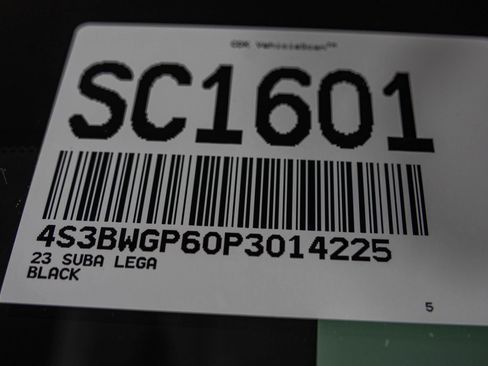 CDK VehicleScan™
SC1601
4S3BWGP60P3014225
23 SUBA LEGA
BLACK
5